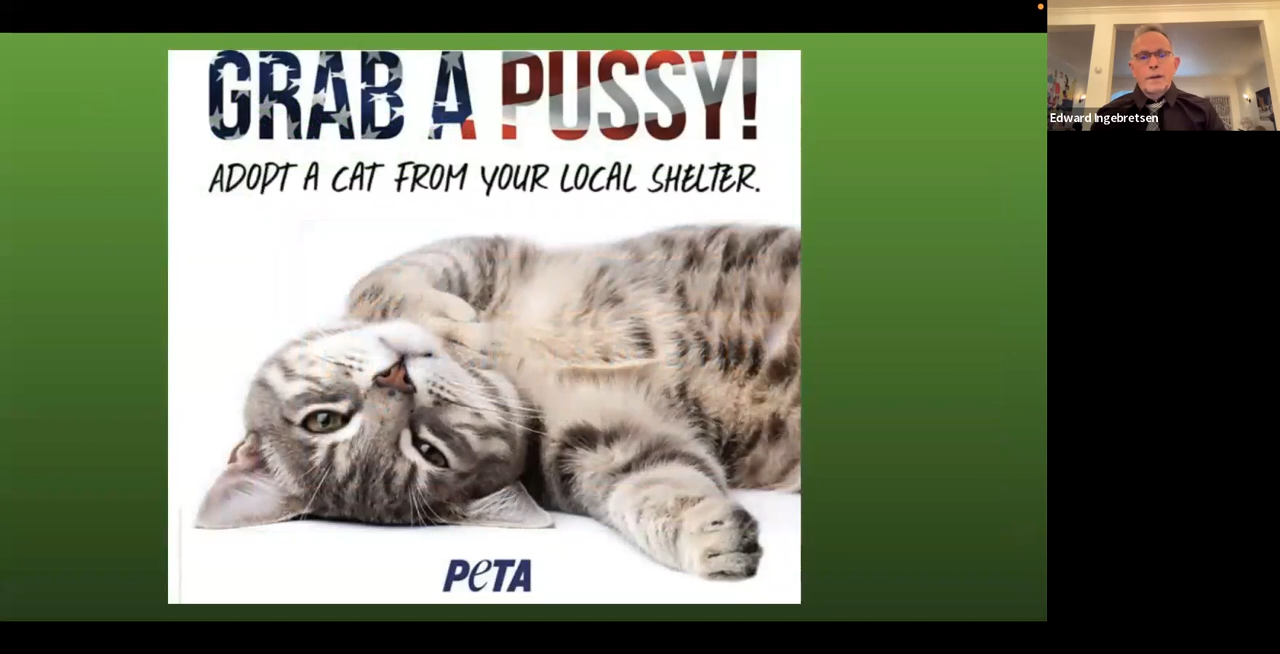 GRAB A PUSSY!
ADOPT A CAT FROM YOUR LOCAL SHELTER.
PeTA
Edward Ingebretsen